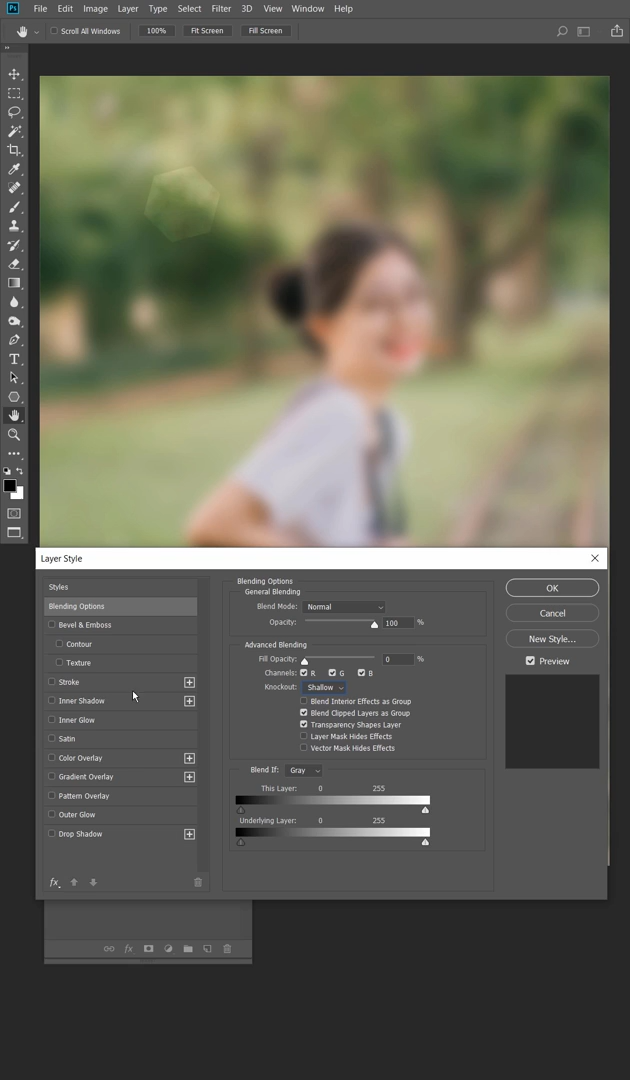 Ps File Edit Image Layer Type Select Filter 3D View Window Help
Scroll All Windows 100% Fit Screen Fill Screen
T
Layer Style
Styles
Blending Options
Bevel & Emboss
Contour
Texture
Stroke
Inner Shadow
Inner Glow
Satin
Color Overlay
Gradient Overlay
Pattern Overlay
Outer Glow
Drop Shadow
fx
Blending Options
General Blending
Blend Mode: Normal
Opacity: 100 %
Advanced Blending
Fill Opacity: 0 %
Channels: R G B
Knockout: Shallow
Blend Interior Effects as Group
Blend Clipped Layers as Group
Transparency Shapes Layer
Layer Mask Hides Effects
Vector Mask Hides Effects
Blend If: Gray
This Layer: 0 255
Underlying Layer: 0 255
OK
Cancel
New Style...
Preview
fx